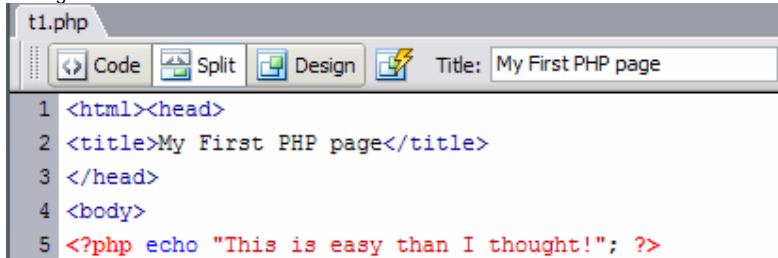 t1.php
Code Split Design Title: My First PHP page
1 <html><head>
2 <title>My First PHP page</title>
3 </head>
4 <body>
5 <?php echo "This is easy than I thought!"; ?>